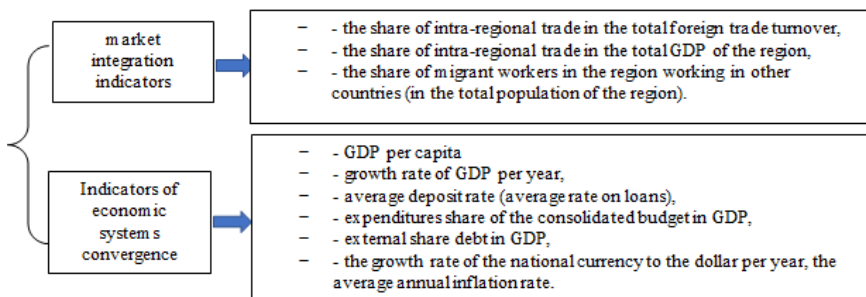 market
integration
indicators
– - the share of intra-regional trade in the total foreign trade turnover,
– - the share of intra-regional trade in the total GDP of the region,
– - the share of migrant workers in the region working in other
countries (in the total population of the region).
Indicators of
economic
systems
convergence
– - GDP per capita
– - growth rate of GDP per year,
– - average deposit rate (average rate on loans),
– - expenditures share of the consolidated budget in GDP,
– - external share debt in GDP,
– - the growth rate of the national currency to the dollar per year, the
average annual inflation rate.